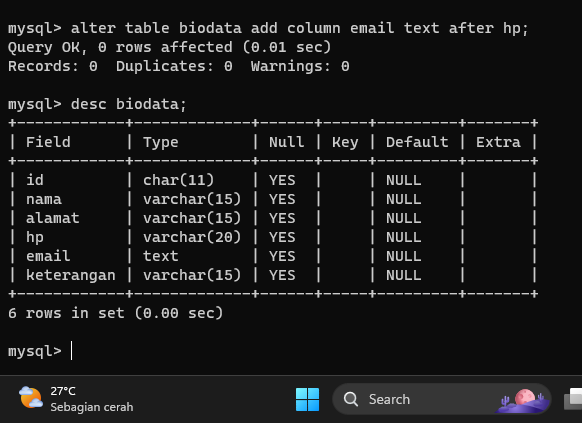 mysql> alter table biodata add column email text after hp;
Query OK, 0 rows affected (0.01 sec)
Records: 0  Duplicates: 0  Warnings: 0
mysql> desc biodata;
+------------+-------------+------+-----+---------+-------+
| Field      | Type        | Null | Key | Default | Extra |
+------------+-------------+------+-----+---------+-------+
| id         | char(11)    | YES  |     | NULL    |       |
| nama       | varchar(15) | YES  |     | NULL    |       |
| alamat     | varchar(15) | YES  |     | NULL    |       |
| hp         | varchar(20) | YES  |     | NULL    |       |
| email      | text        | YES  |     | NULL    |       |
| keterangan | varchar(15) | YES  |     | NULL    |       |
+------------+-------------+------+-----+---------+-------+
6 rows in set (0.00 sec)
mysql>
27°C
Sebagian cerah
Search